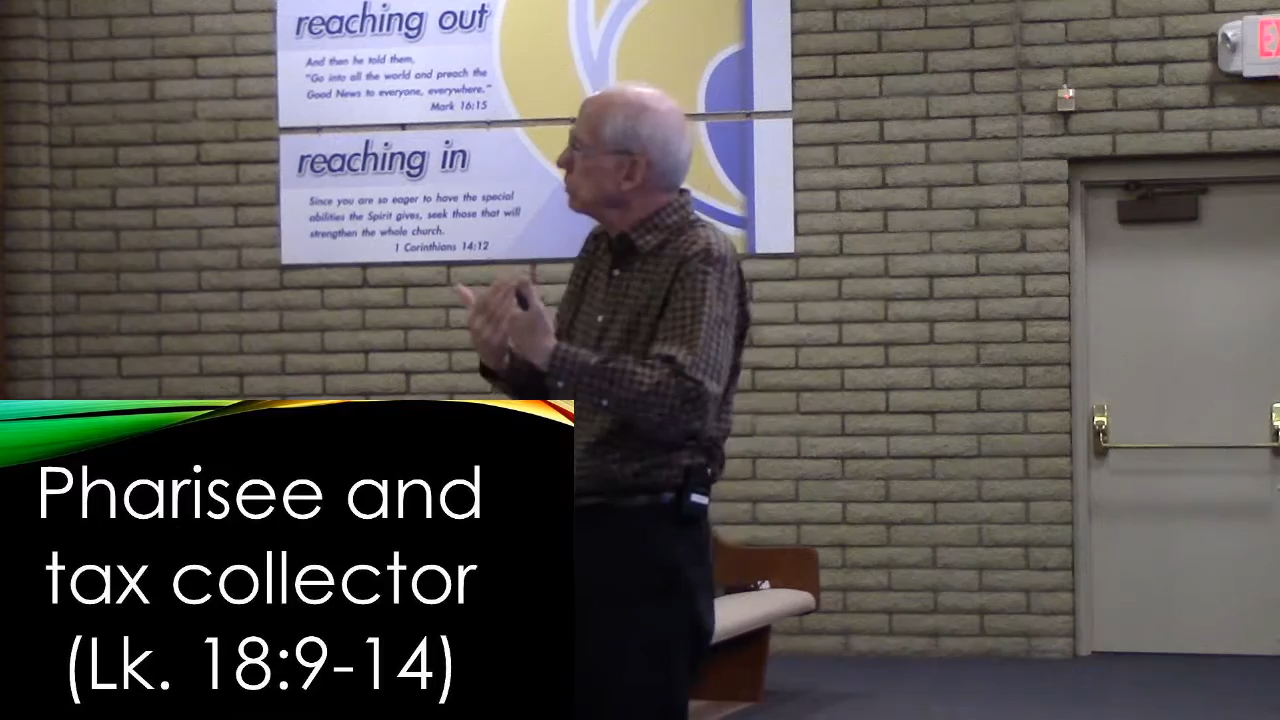 reaching out
And then he told them,
"Go into all the world and preach the
Good News to everyone, everywhere."
Mark 16:15
reaching in
Since you are so eager to have the special
abilities the Spirit gives, seek those that will
strengthen the whole church.
1 Corinthians 14:12
Pharisee and
tax collector
(Lk. 18:9-14)